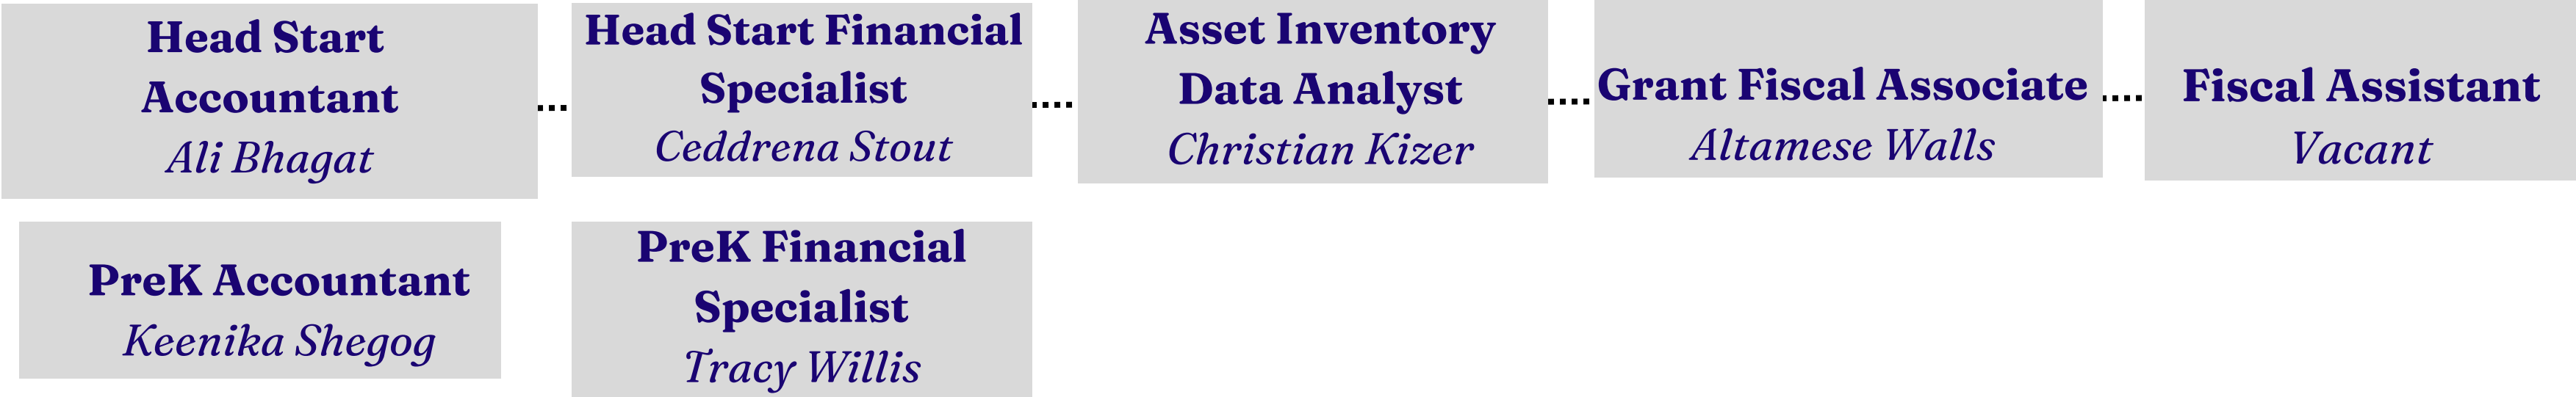 Head Start
Accountant
Ali Bhagat
Head Start Financial
Specialist
Ceddrena Stout
Asset Inventory
Data Analyst
Christian Kizer
Grant Fiscal Associate
Altamese Walls
Fiscal Assistant
Vacant
PreK Accountant
Keenika Shegog
PreK Financial
Specialist
Tracy Willis